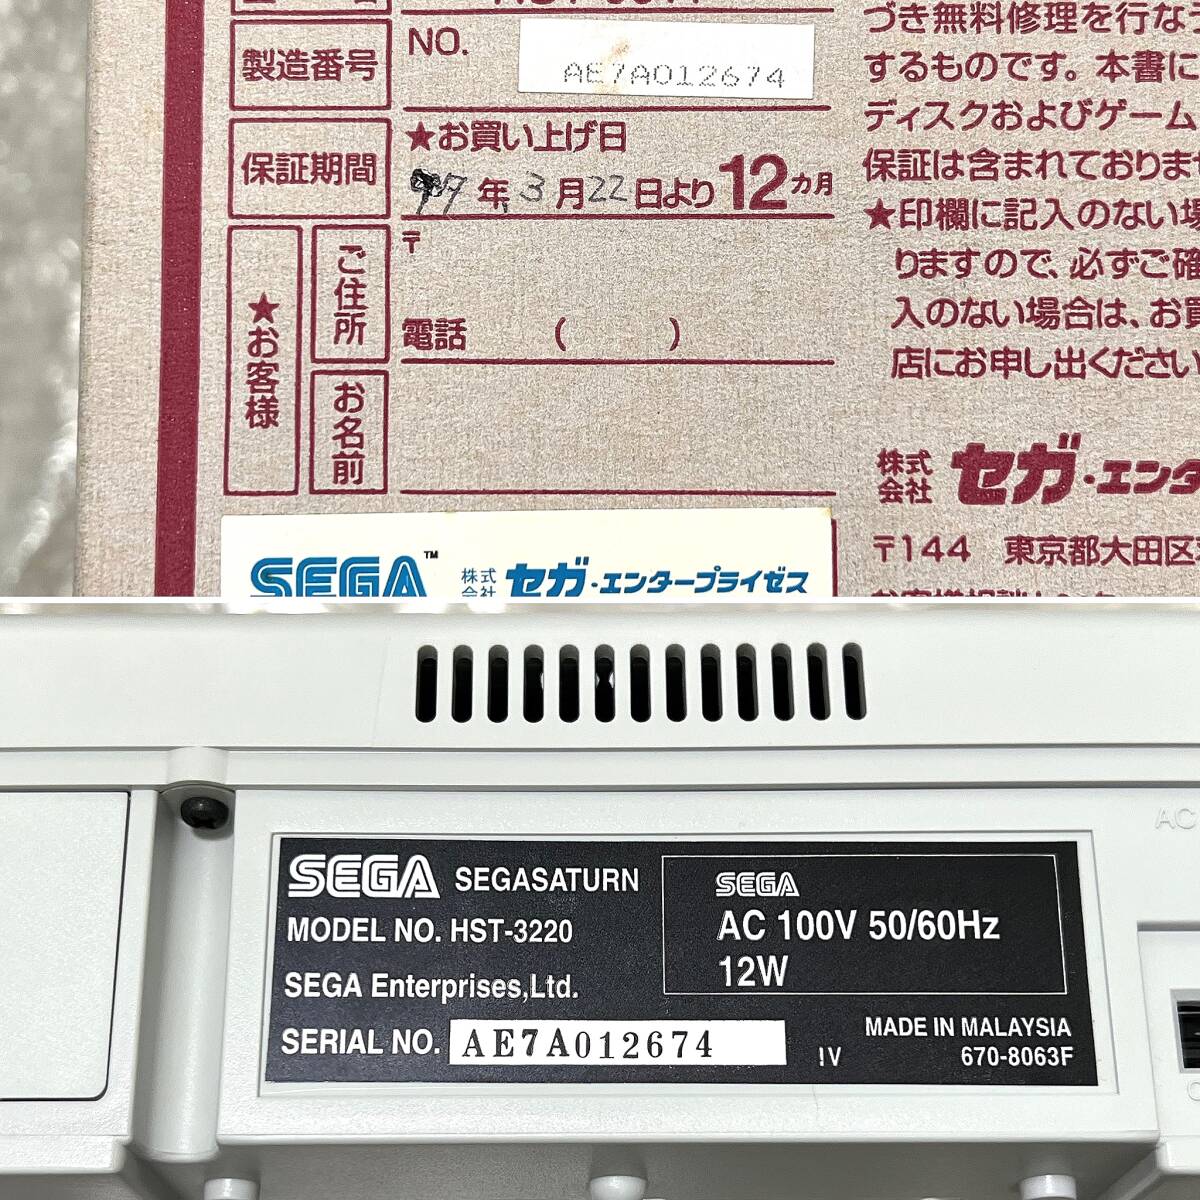 製造番号
NO.
AE7A012674
保証期間
★お買い上げ日
97年3月22日より12ヵ月
★お客様
ご住所
〒
電話 ( )
お名前
づき無料修理を行な
するものです。本書に
ディスクおよびゲーム
保証は含まれておりませ
★印欄に記入のない場
りますので、必ずご確
入のない場合は、お買
店にお申し出ください
株式会社 セガ・エンタ
〒144 東京都大田区
SEGA™ 株式会社 セガ・エンタープライゼス
SEGA SEGASATURN
MODEL NO. HST-3220
SEGA Enterprises,Ltd.
SERIAL NO. AE7A012674
SEGA
AC 100V 50/60Hz
12W
MADE IN MALAYSIA
IV 670-8063F
AC